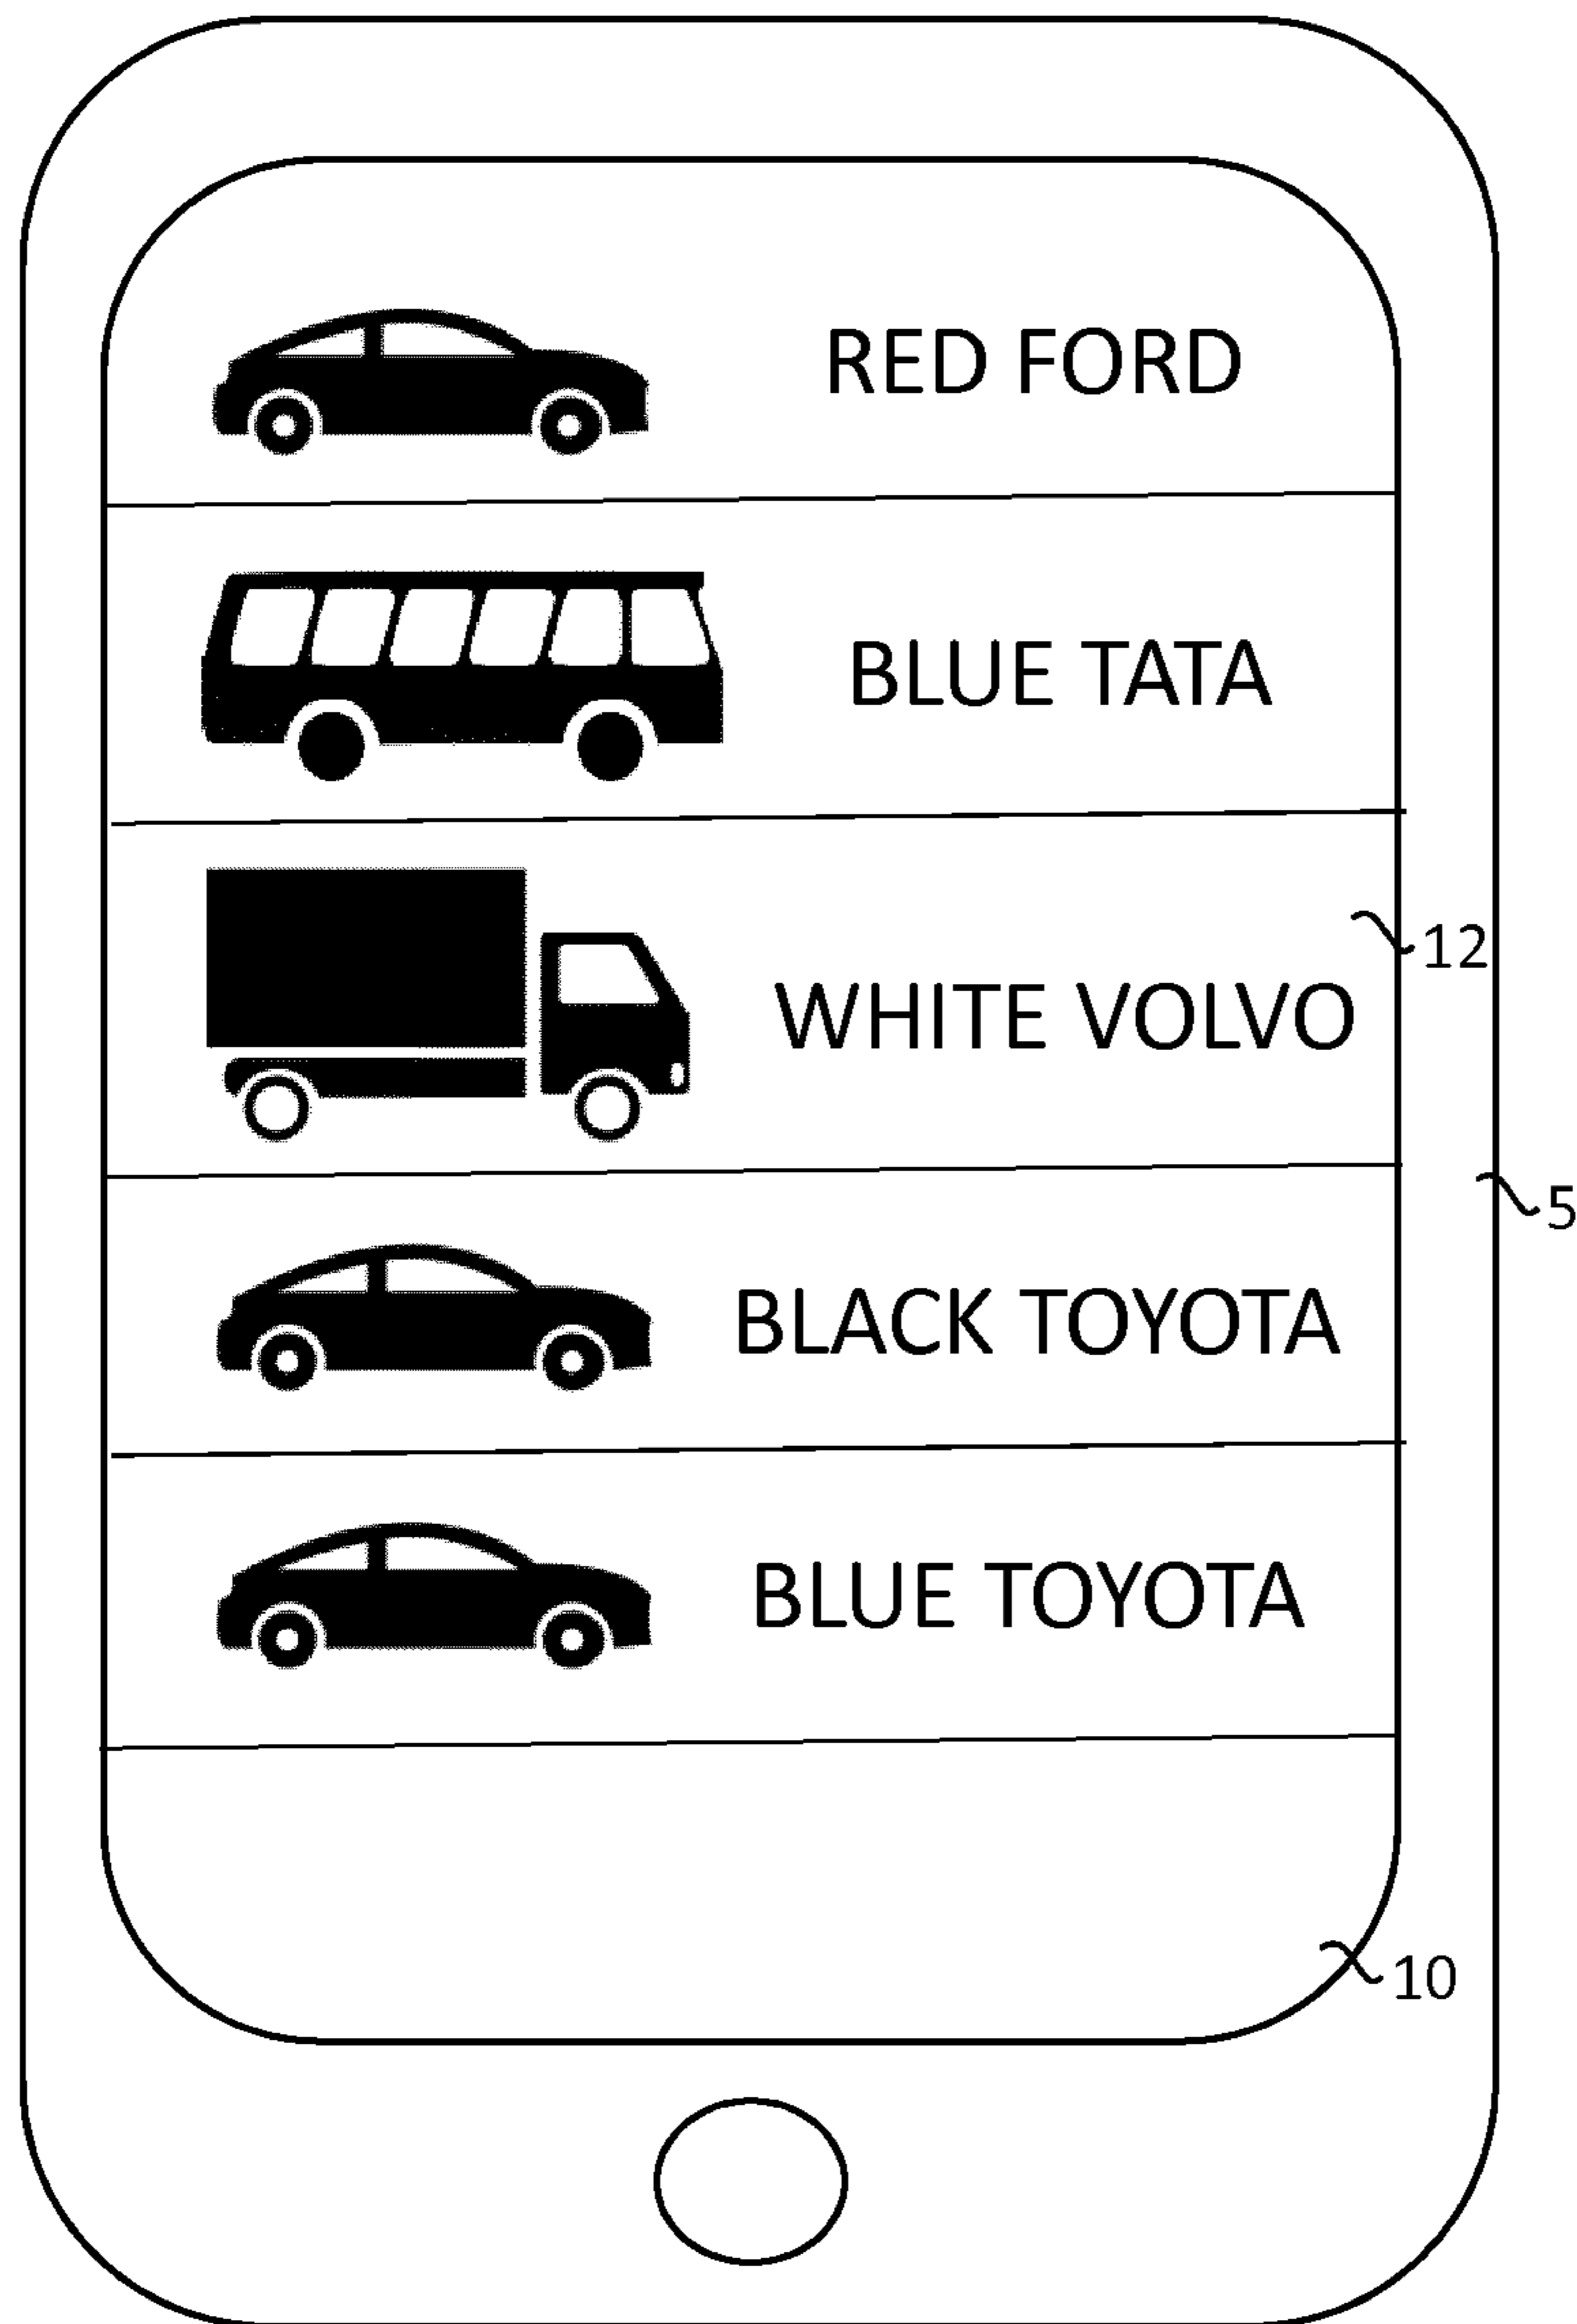 RED FORD
BLUE TATA
12
WHITE VOLVO
5
BLACK TOYOTA
BLUE TOYOTA
10